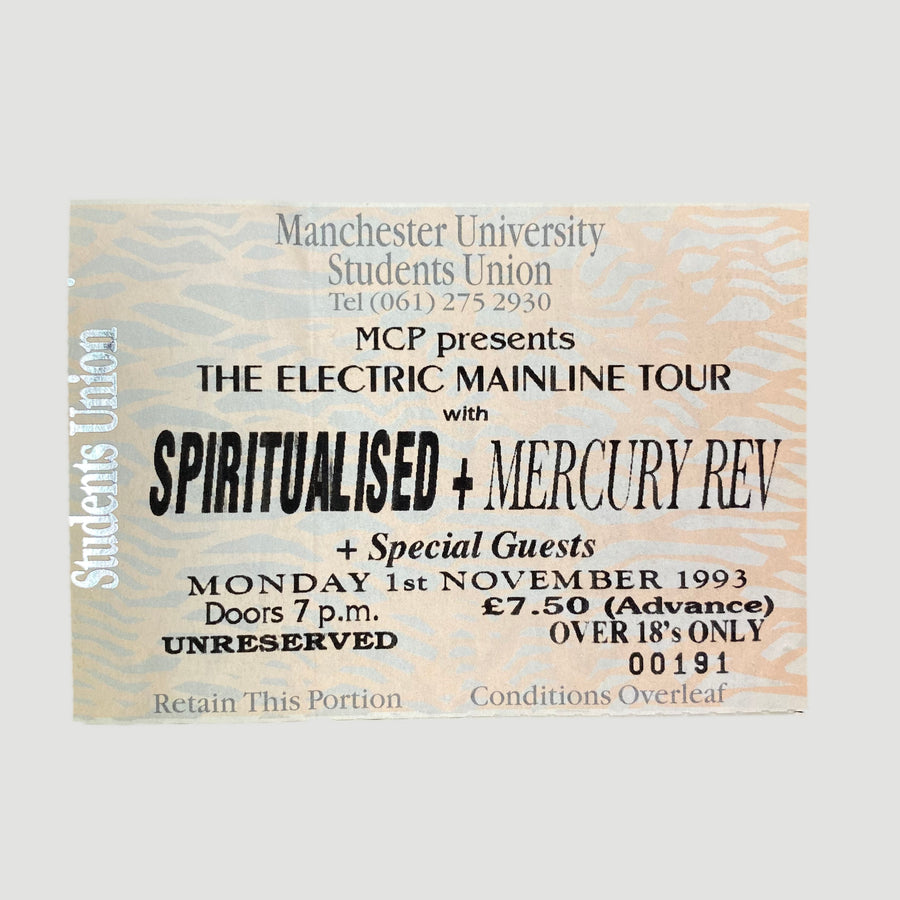 Manchester University
Students Union
Tel (061) 275 2930
MCP presents
THE ELECTRIC MAINLINE TOUR
with
SPIRITUALISED + MERCURY REV
+ Special Guests
MONDAY 1st NOVEMBER 1993
Doors 7 p.m.
£7.50 (Advance)
UNRESERVED
OVER 18's ONLY
00191
Retain This Portion
Conditions Overleaf
Students Union